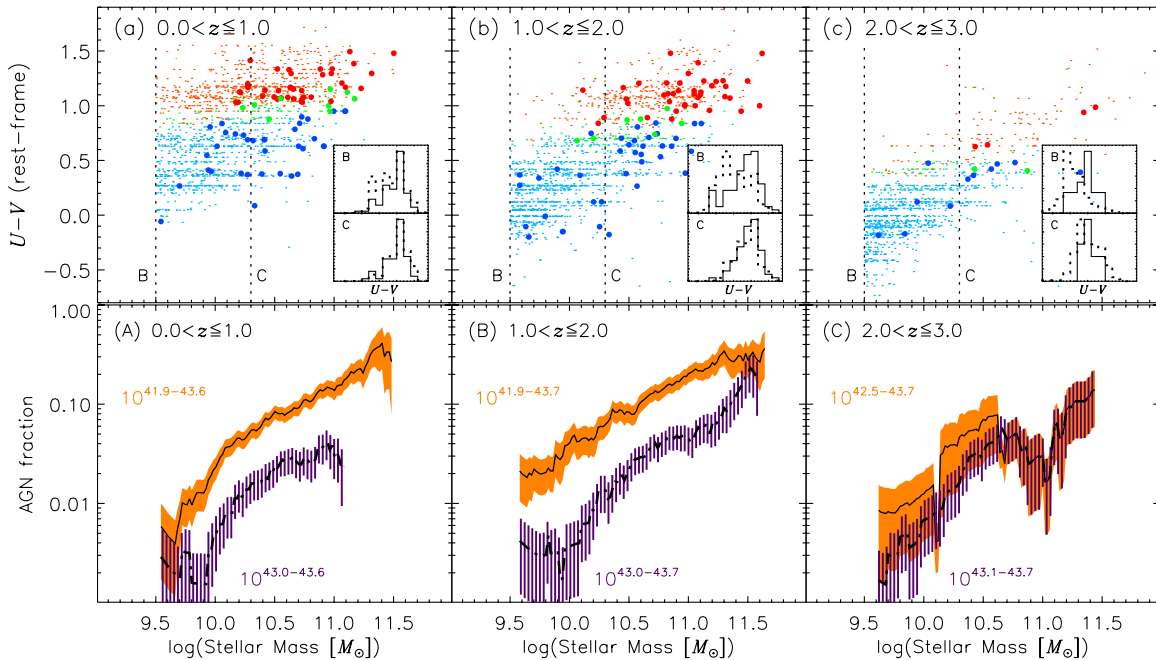 (a) 0.0<z≦1.0
(b) 1.0<z≦2.0
(c) 2.0<z≦3.0
U−V (rest−frame)
1.5
1.0
0.5
0.0
−0.5
B
C
B
C
U−V
B
C
B
C
U−V
B
C
B
C
U−V
(A) 0.0<z≦1.0
(B) 1.0<z≦2.0
(C) 2.0<z≦3.0
AGN fraction
1.00
0.10
0.01
10^41.9−43.6
10^43.0−43.6
10^41.9−43.7
10^43.0−43.7
10^42.5−43.7
10^43.1−43.7
9.5 10.0 10.5 11.0 11.5
9.5 10.0 10.5 11.0 11.5
9.5 10.0 10.5 11.0 11.5
log(Stellar Mass [M⊙])
log(Stellar Mass [M⊙])
log(Stellar Mass [M⊙])